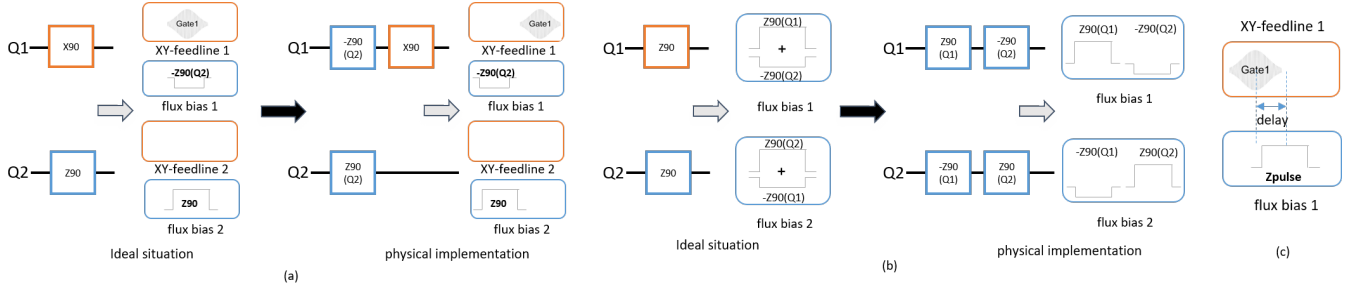 Q1
X90
Gate1
XY-feedline 1
-Z90(Q2)
flux bias 1
Q2
Z90
XY-feedline 2
Z90
flux bias 2
Ideal situation
Q1
-Z90
(Q2)
X90
Gate1
XY-feedline 1
-Z90(Q2)
flux bias 1
Q2
Z90
(Q2)
XY-feedline 2
Z90
flux bias 2
physical implementation
(a)
Q1
Z90
Z90(Q1)
+
-Z90(Q2)
flux bias 1
Q2
Z90
Z90(Q2)
+
-Z90(Q1)
flux bias 2
Ideal situation
Q1
Z90
(Q1)
-Z90
(Q2)
Z90(Q1)
-Z90(Q2)
flux bias 1
Q2
-Z90
(Q1)
Z90
(Q2)
-Z90(Q1)
Z90(Q2)
flux bias 2
physical implementation
(b)
XY-feedline 1
Gate1
delay
Zpulse
flux bias 1
(c)